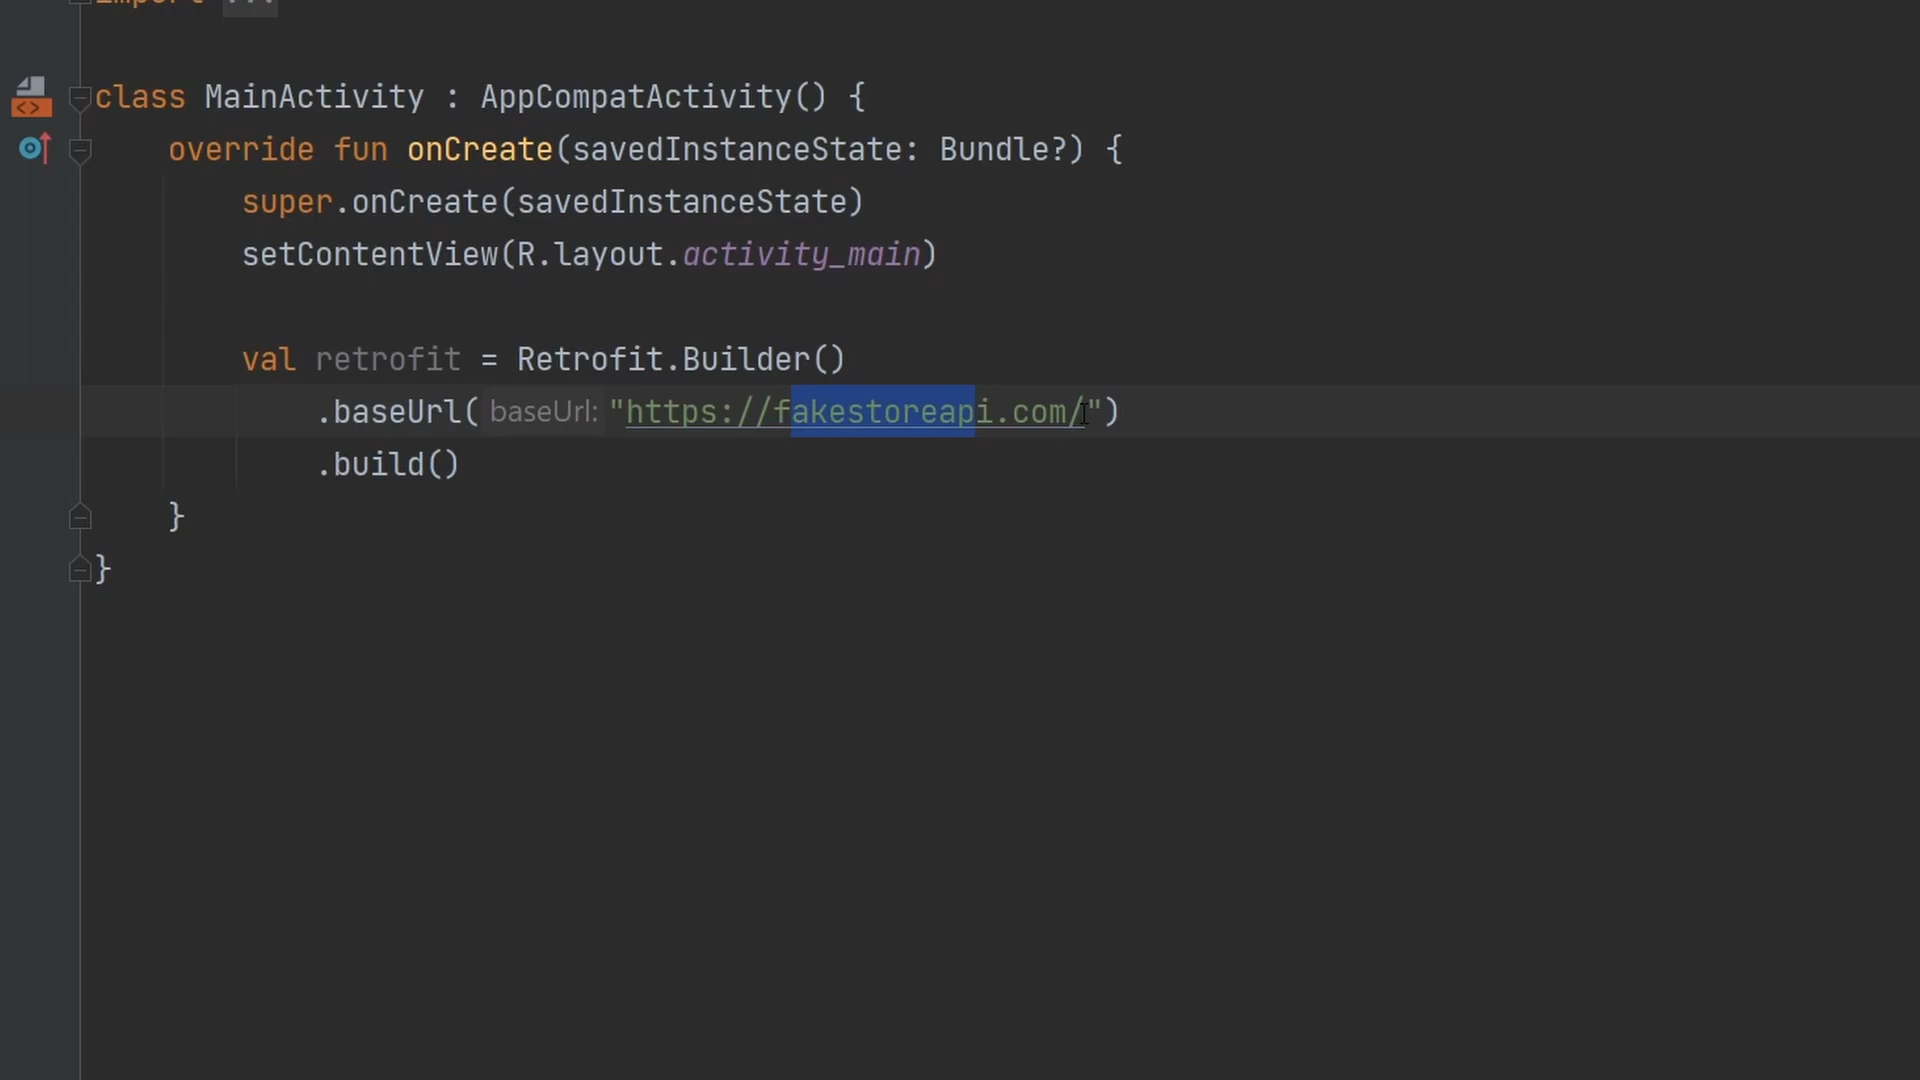 import ...
class MainActivity : AppCompatActivity() {
override fun onCreate(savedInstanceState: Bundle?) {
super.onCreate(savedInstanceState)
setContentView(R.layout.activity_main)
val retrofit = Retrofit.Builder()
.baseUrl( baseUrl: "https://fakestoreapi.com/")
.build()
}
}